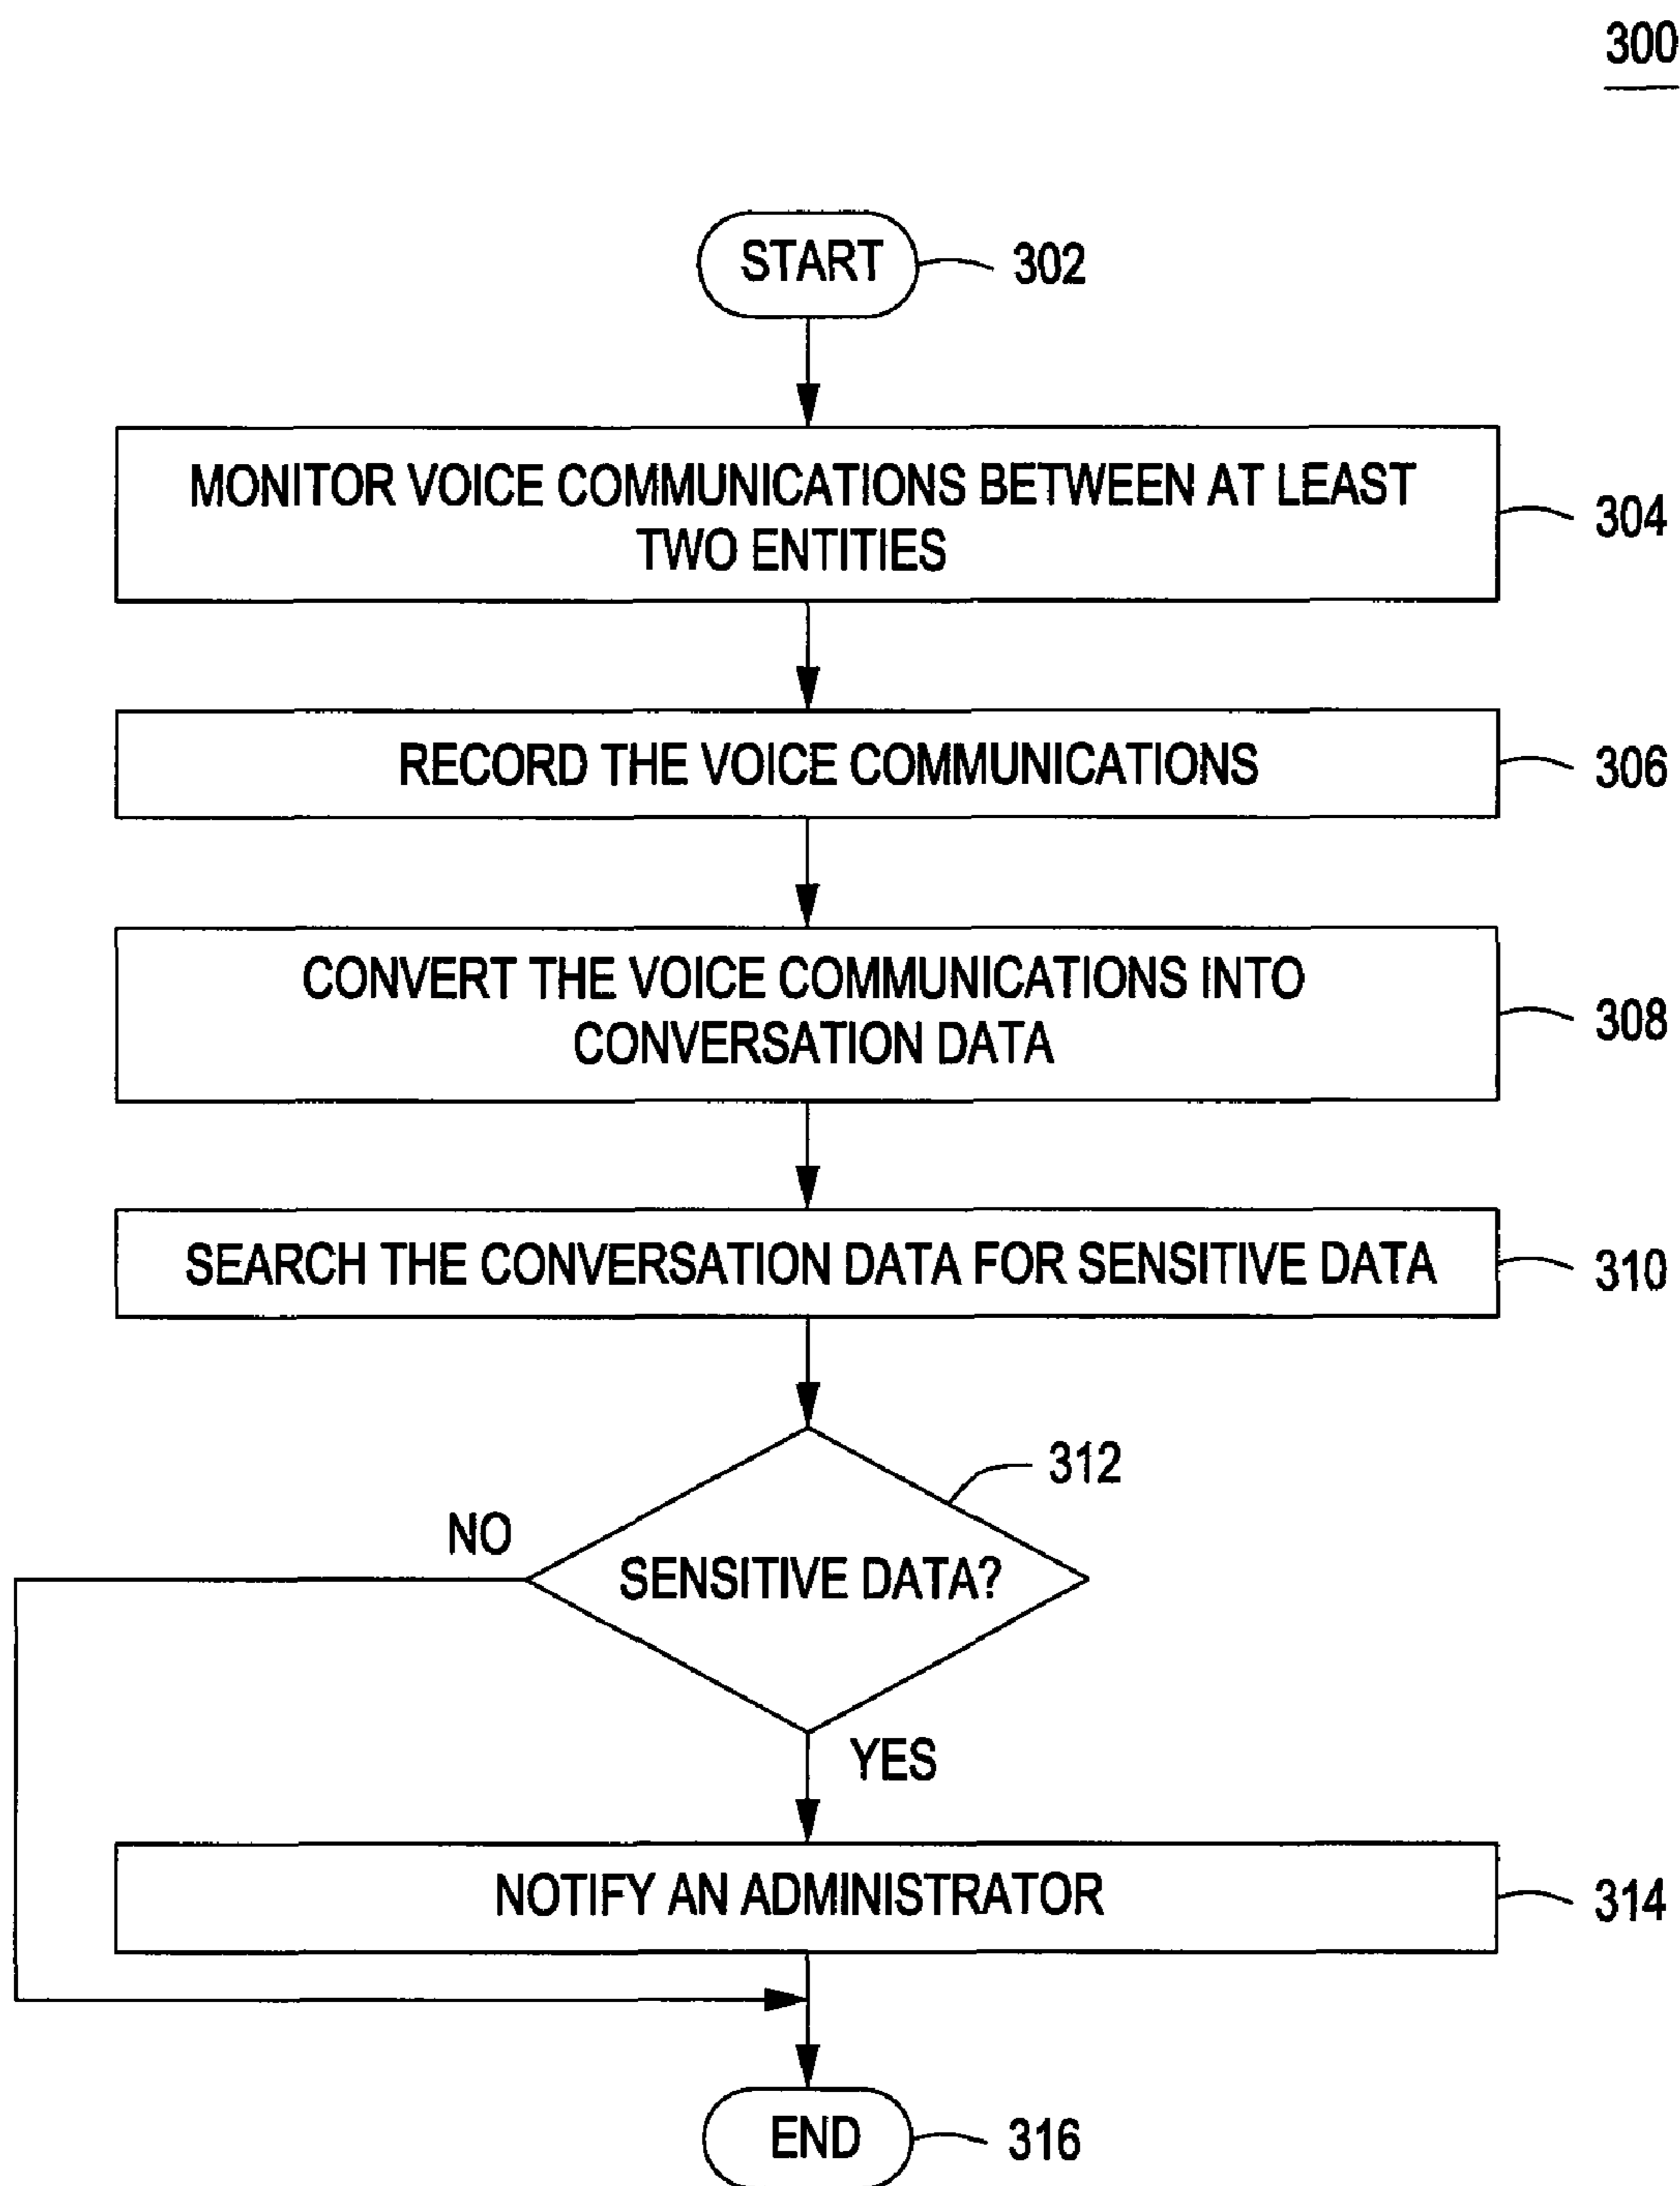 300
START
302
MONITOR VOICE COMMUNICATIONS BETWEEN AT LEAST
TWO ENTITIES
304
RECORD THE VOICE COMMUNICATIONS
306
CONVERT THE VOICE COMMUNICATIONS INTO
CONVERSATION DATA
308
SEARCH THE CONVERSATION DATA FOR SENSITIVE DATA
310
312
NO
SENSITIVE DATA?
YES
NOTIFY AN ADMINISTRATOR
314
END
316